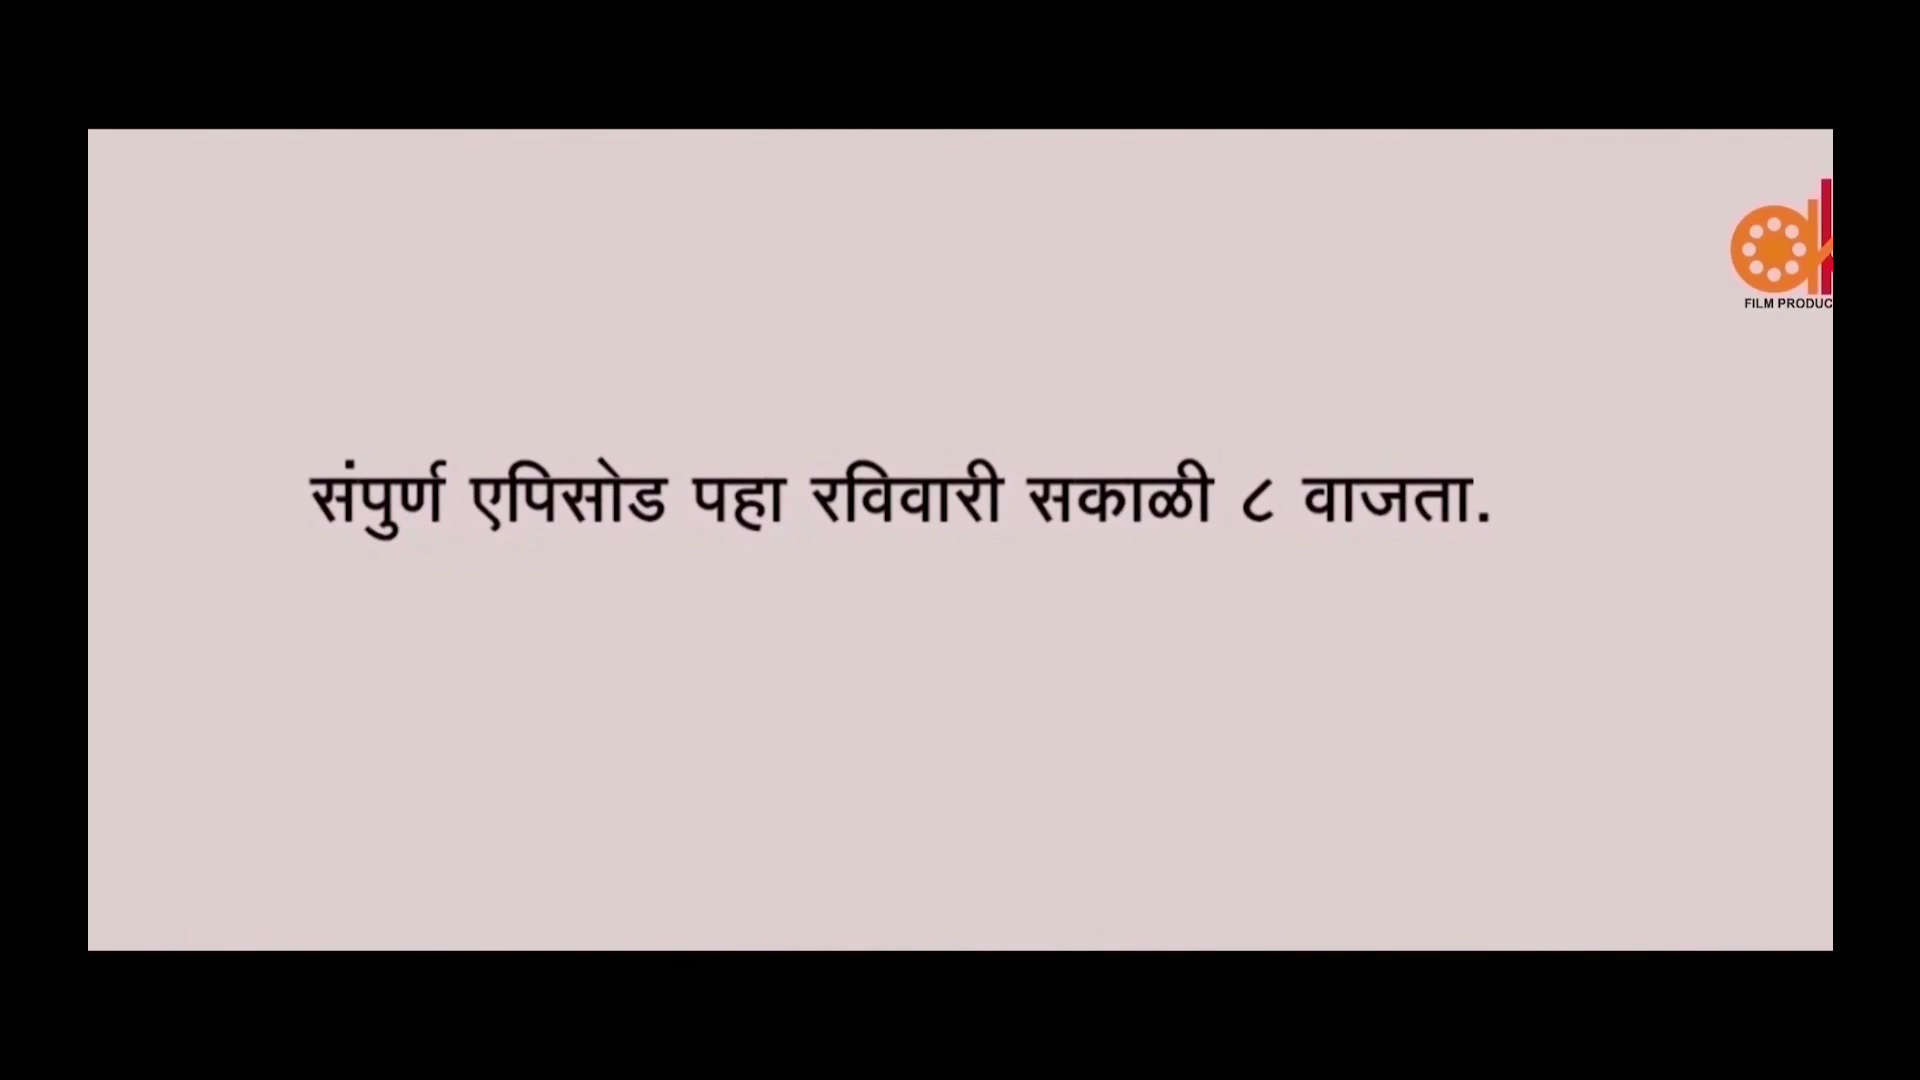 FILM PRODUC
संपुर्ण एपिसोड पहा रविवारी सकाळी ८ वाजता.